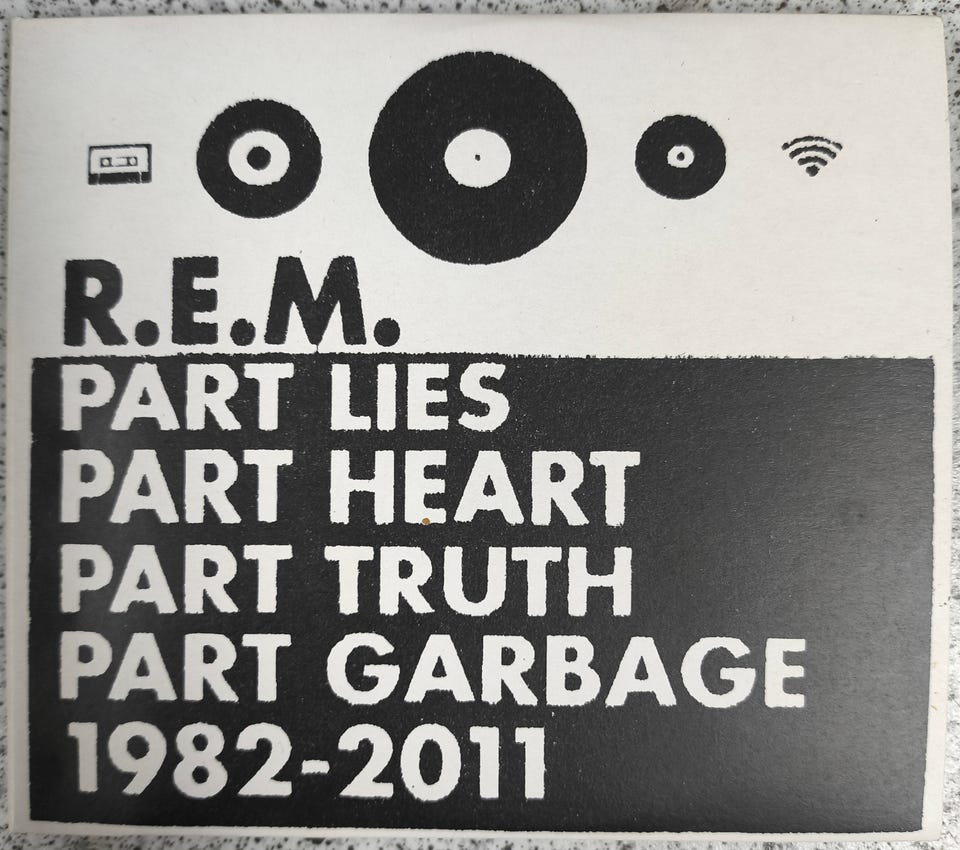 R.E.M.
PART LIES
PART HEART
PART TRUTH
PART GARBAGE
1982-2011